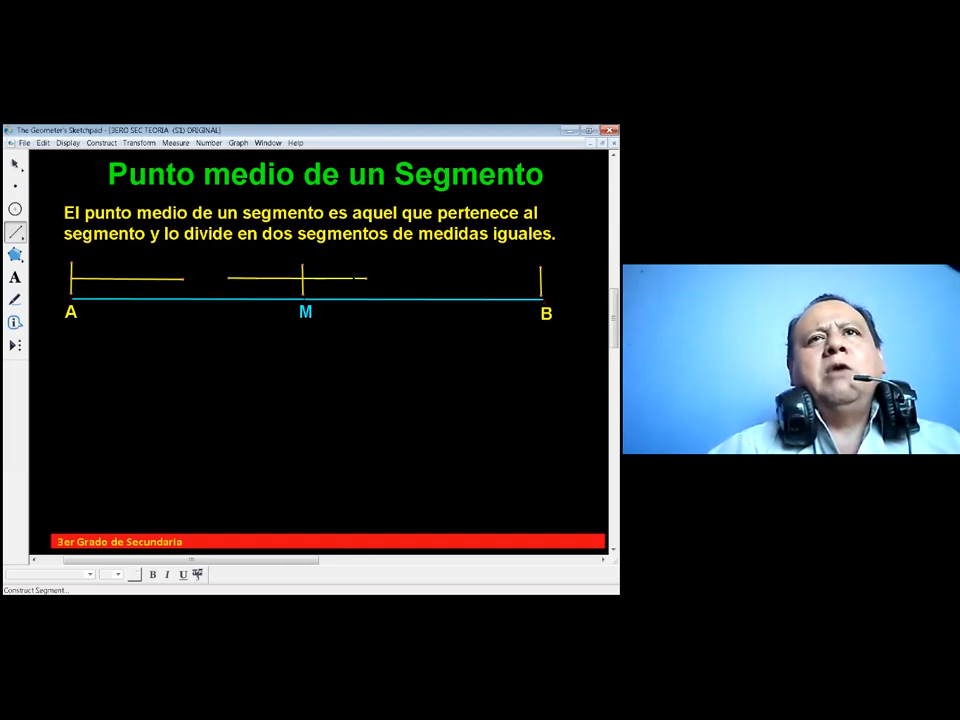 The Geometer's Sketchpad - [3ERO SEC TEORIA (S1) ORIGINAL]
File Edit Display Construct Transform Measure Number Graph Window Help
Punto medio de un Segmento
El punto medio de un segmento es aquel que pertenece al
segmento y lo divide en dos segmentos de medidas iguales.
A M B
3er Grado de Secundaria
A
B I U
Construct Segment...